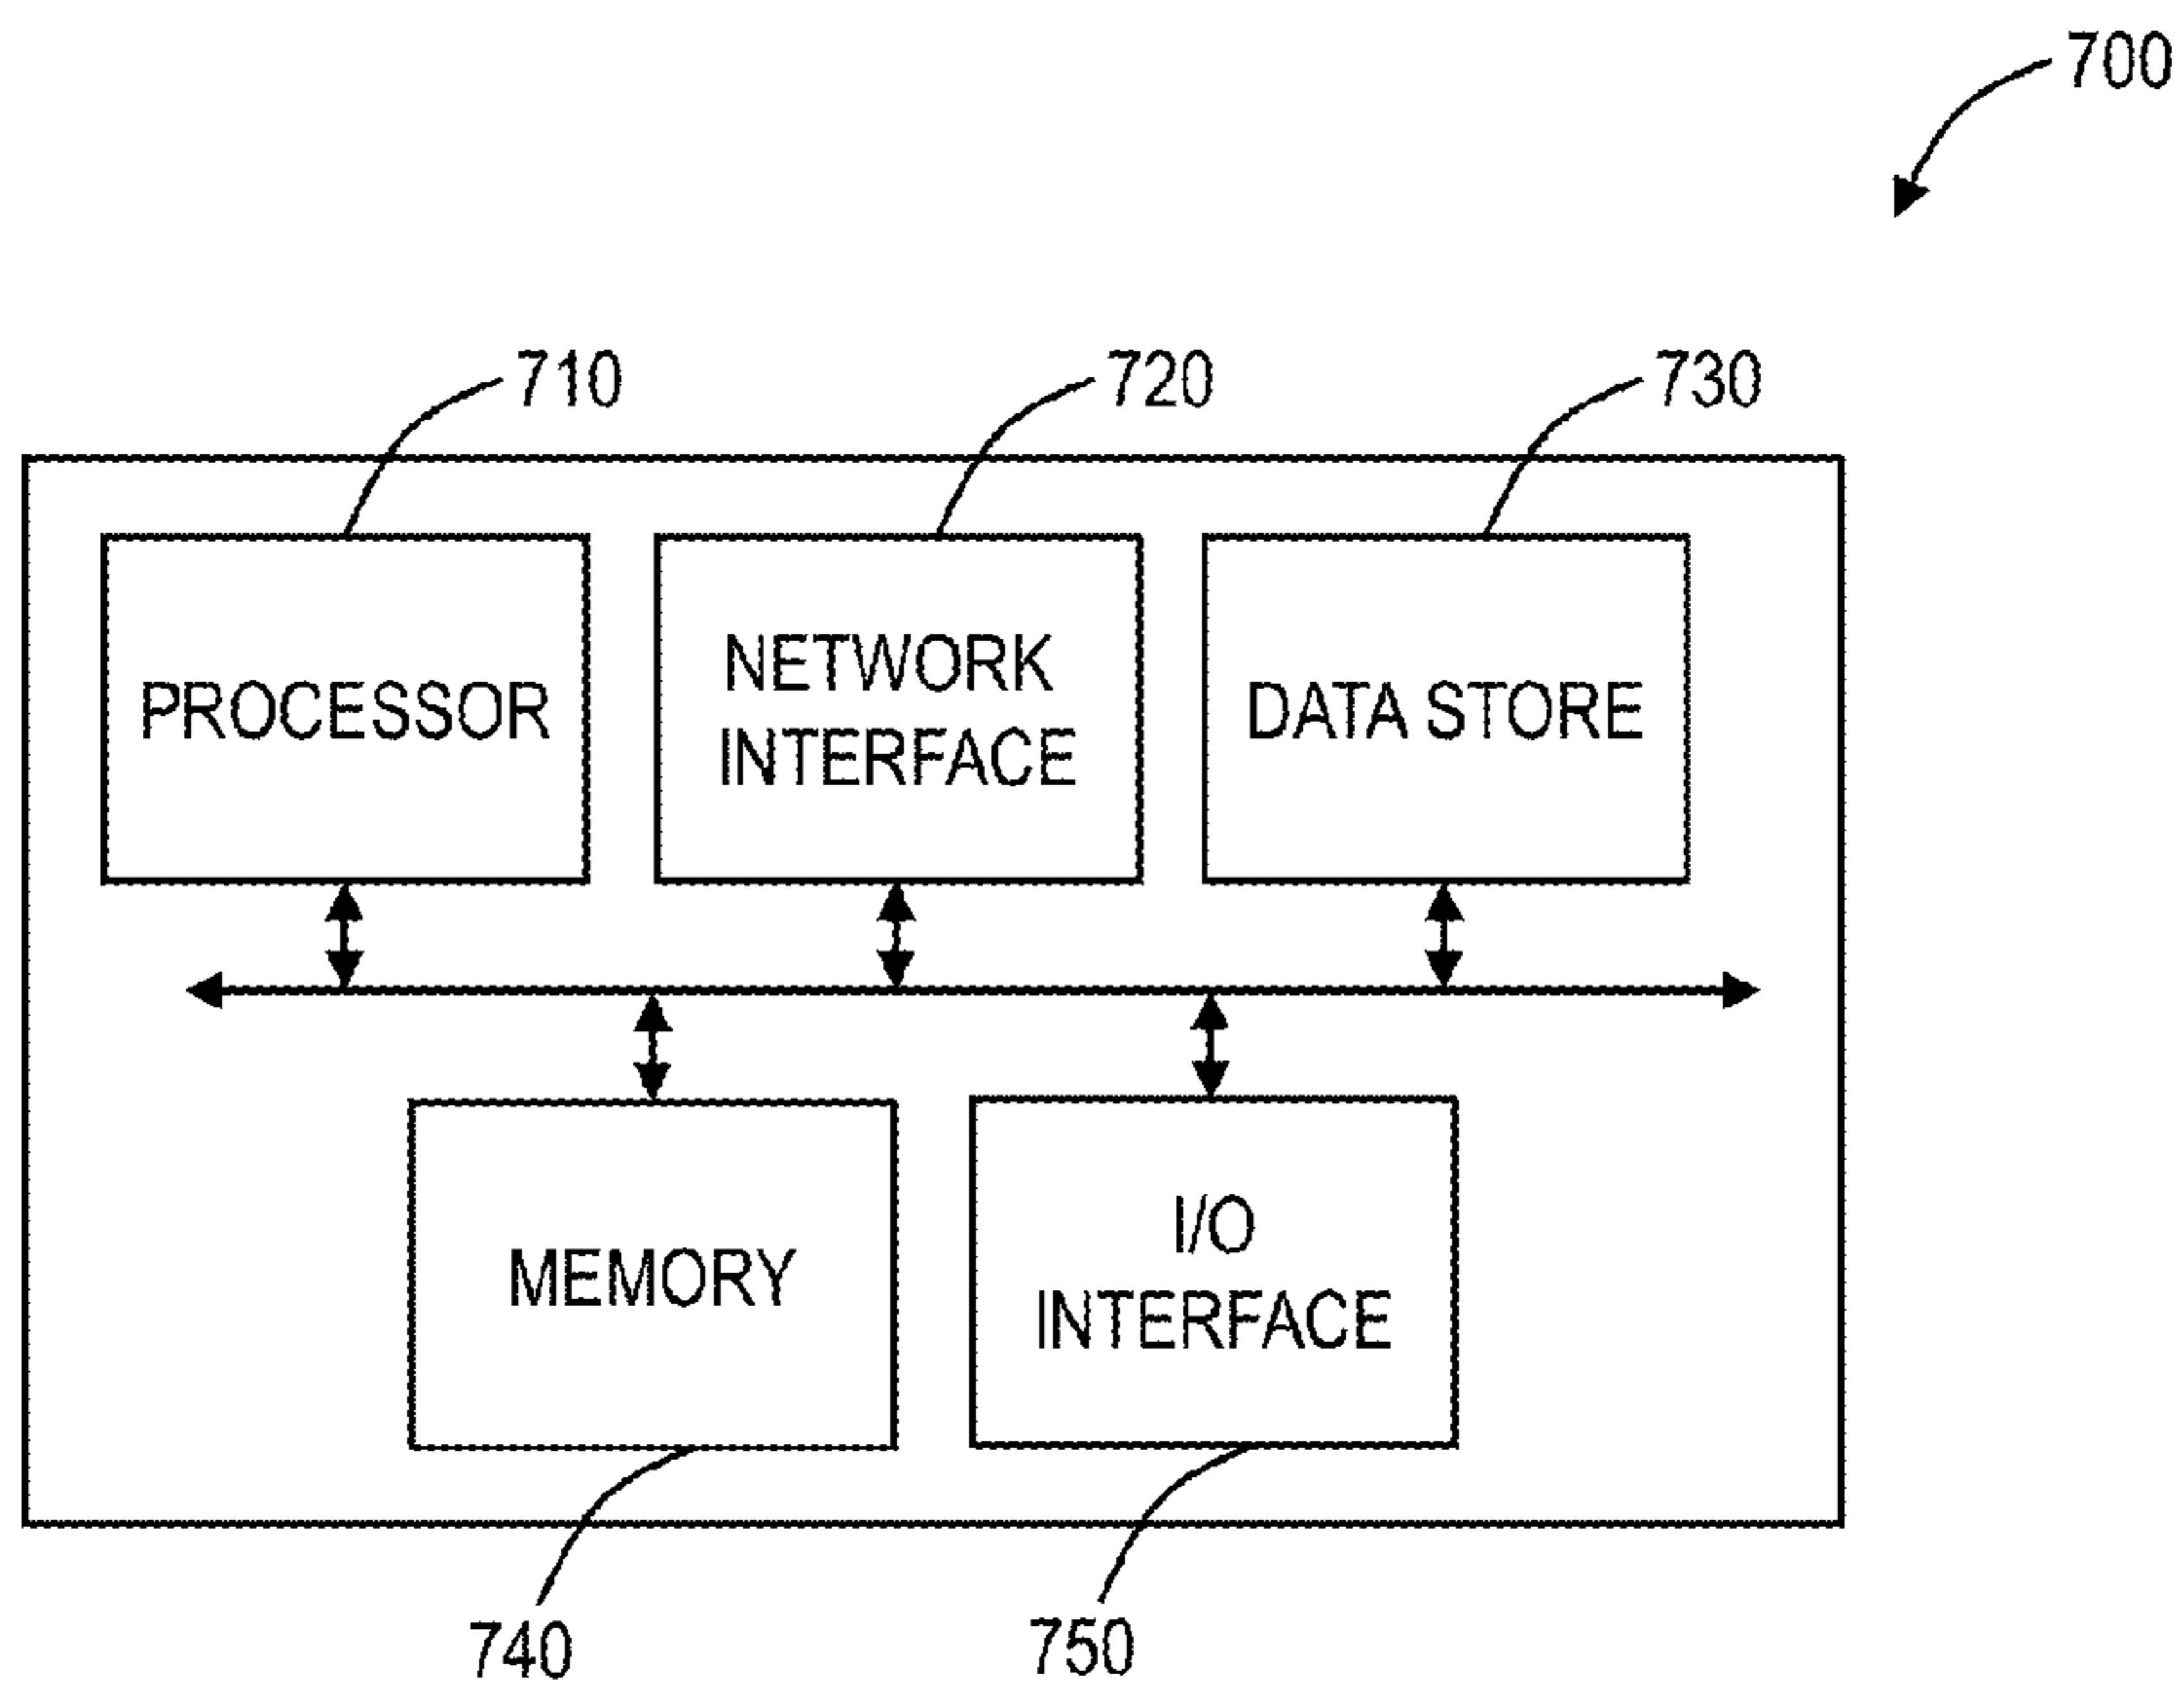 700
710
720
730
PROCESSOR
NETWORK
INTERFACE
DATA STORE
MEMORY
I/O
INTERFACE
740
750